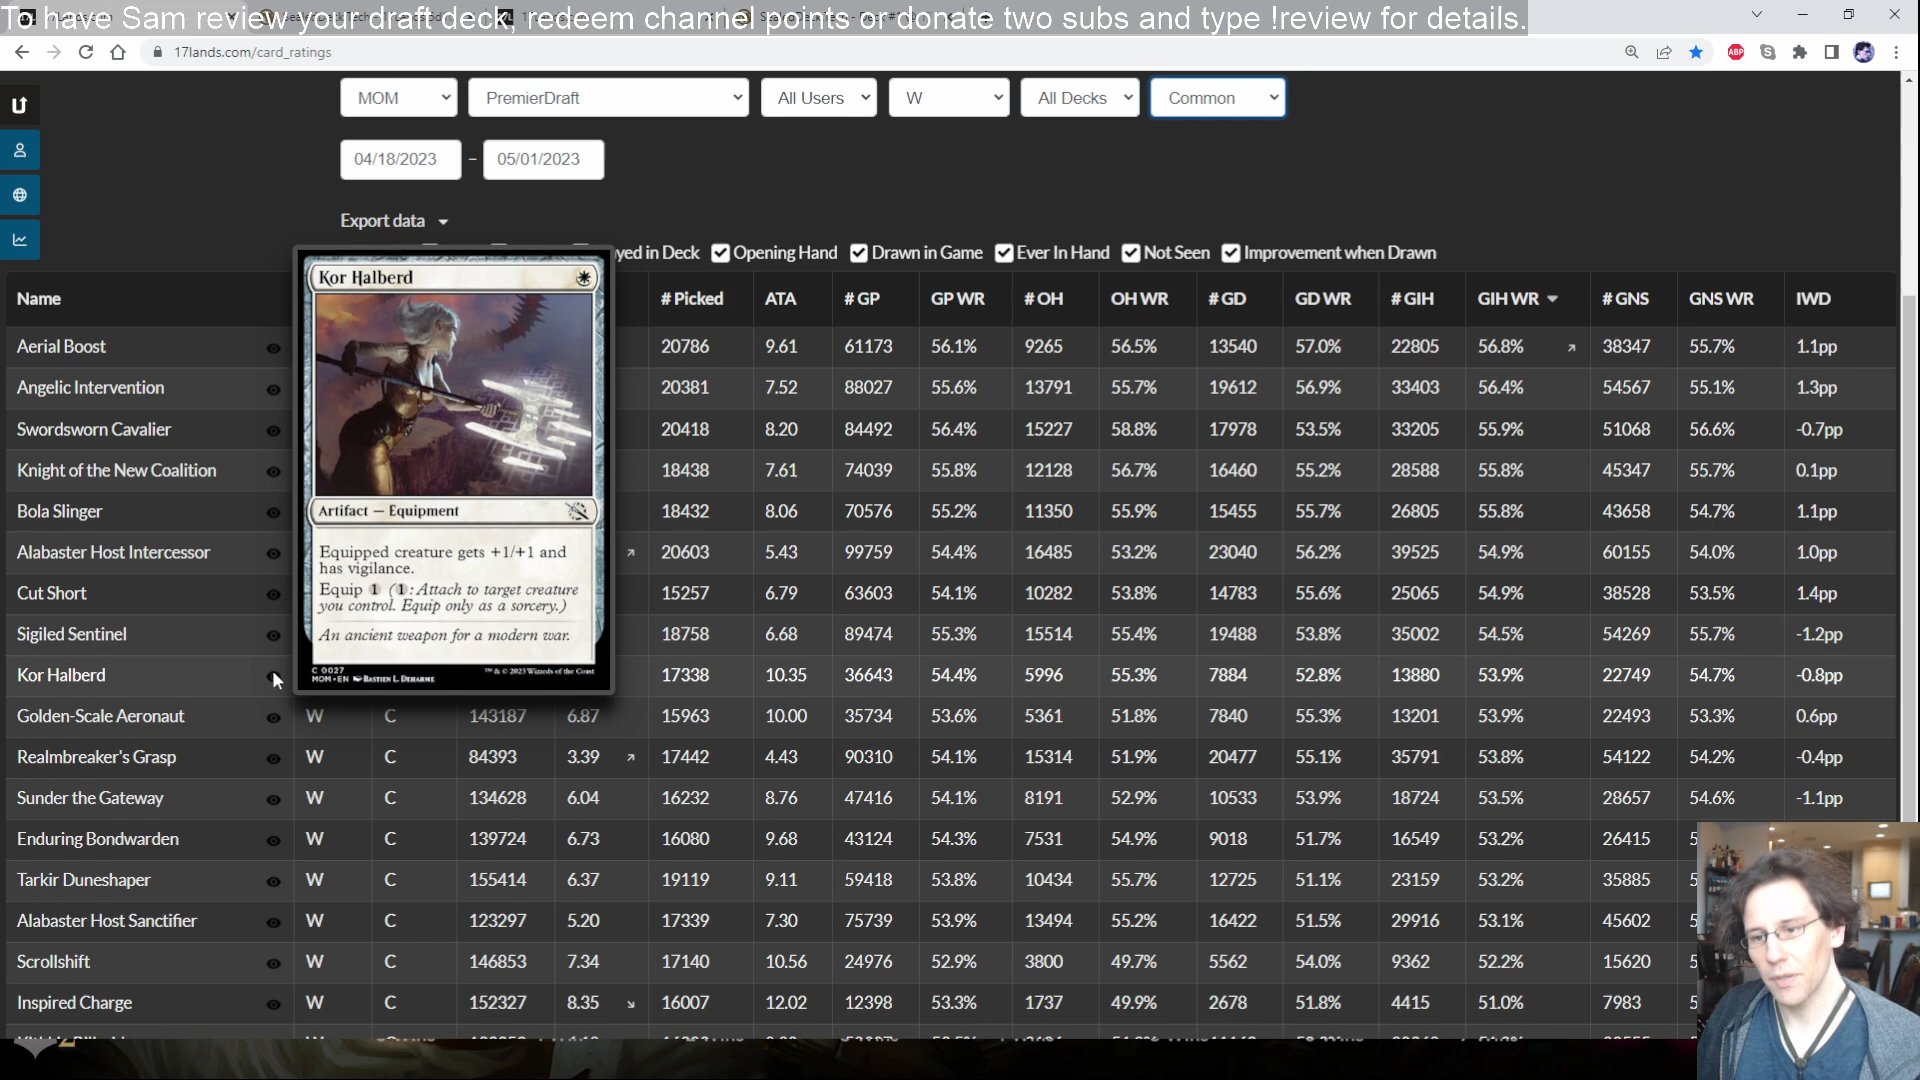 To have Sam review your draft deck, redeem channel points or donate two subs and type !review for details.
17lands.com/card_ratings
MOM PremierDraft All Users W All Decks Common
04/18/2023 – 05/01/2023
Export data
yed in Deck Opening Hand Drawn in Game Ever In Hand Not Seen Improvement when Drawn
Name # Picked ATA # GP GP WR # OH OH WR # GD GD WR # GIH GIH WR # GNS GNS WR IWD
Aerial Boost 20786 9.61 61173 56.1% 9265 56.5% 13540 57.0% 22805 56.8% 38347 55.7% 1.1pp
Angelic Intervention 20381 7.52 88027 55.6% 13791 55.7% 19612 56.9% 33403 56.4% 54567 55.1% 1.3pp
Swordsworn Cavalier 20418 8.20 84492 56.4% 15227 58.8% 17978 53.5% 33205 55.9% 51068 56.6% -0.7pp
Knight of the New Coalition 18438 7.61 74039 55.8% 12128 56.7% 16460 55.2% 28588 55.8% 45347 55.7% 0.1pp
Bola Slinger 18432 8.06 70576 55.2% 11350 55.9% 15455 55.7% 26805 55.8% 43658 54.7% 1.1pp
Alabaster Host Intercessor 20603 5.43 99759 54.4% 16485 53.2% 23040 56.2% 39525 54.9% 60155 54.0% 1.0pp
Cut Short 15257 6.79 63603 54.1% 10282 53.8% 14783 55.6% 25065 54.9% 38528 53.5% 1.4pp
Sigiled Sentinel 18758 6.68 89474 55.3% 15514 55.4% 19488 53.8% 35002 54.5% 54269 55.7% -1.2pp
Kor Halberd 17338 10.35 36643 54.4% 5996 55.3% 7884 52.8% 13880 53.9% 22749 54.7% -0.8pp
Golden-Scale Aeronaut W C 143187 6.87 15963 10.00 35734 53.6% 5361 51.8% 7840 55.3% 13201 53.9% 22493 53.3% 0.6pp
Realmbreaker's Grasp W C 84393 3.39 17442 4.43 90310 54.1% 15314 51.9% 20477 55.1% 35791 53.8% 54122 54.2% -0.4pp
Sunder the Gateway W C 134628 6.04 16232 8.76 47416 54.1% 8191 52.9% 10533 53.9% 18724 53.5% 28657 54.6% -1.1pp
Enduring Bondwarden W C 139724 6.73 16080 9.68 43124 54.3% 7531 54.9% 9018 51.7% 16549 53.2% 26415 5
Tarkir Duneshaper W C 155414 6.37 19119 9.11 59418 53.8% 10434 55.7% 12725 51.1% 23159 53.2% 35885 5
Alabaster Host Sanctifier W C 123297 5.20 17339 7.30 75739 53.9% 13494 55.2% 16422 51.5% 29916 53.1% 45602 5
Scrollshift W C 146853 7.34 17140 10.56 24976 52.9% 3800 49.7% 5562 54.0% 9362 52.2% 15620 5
Inspired Charge W C 152327 8.35 16007 12.02 12398 53.3% 1737 49.9% 2678 51.8% 4415 51.0% 7983 5
Kor Halberd
Artifact — Equipment
Equipped creature gets +1/+1 and
has vigilance.
Equip 1 (1: Attach to target creature
you control. Equip only as a sorcery.)
An ancient weapon for a modern war.
C 0027
MOM • EN Bastien L. Deharme
™ & © 2023 Wizards of the Coast